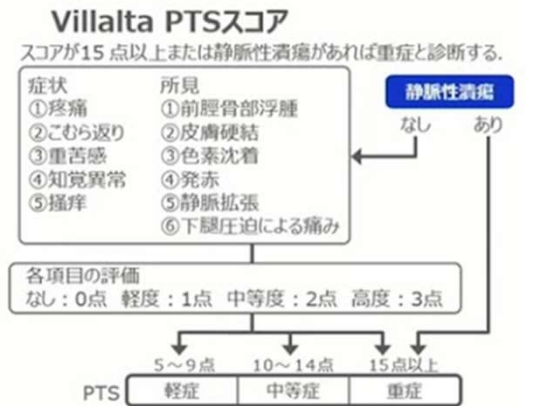 Villalta PTSスコア
スコアが15 点以上または静脈性潰瘍があれば重症と診断する.
症状
①疼痛
②こむら返り
③重苦感
④知覚異常
⑤掻痒
所見
①前脛骨部浮腫
②皮膚硬結
③色素沈着
④発赤
⑤静脈拡張
⑥下腿圧迫による痛み
静脈性潰瘍
なし あり
各項目の評価
なし：0点 軽度：1点 中等度：2点 高度：3点
5～9点 10～14点 15点以上
PTS 軽症 中等症 重症